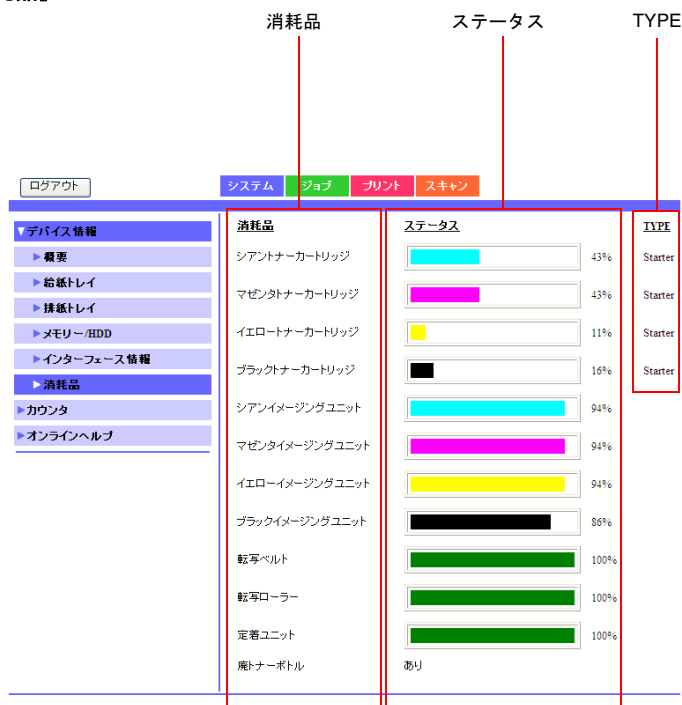 消耗品 ステータス TYPE
ログアウト システム ジョブ プリント スキャン
▼デバイス情報 消耗品 ステータス TYPE
▶概要 シアントナーカートリッジ 43% Starter
▶給紙トレイ
▶排紙トレイ マゼンタトナーカートリッジ 43% Starter
▶メモリー/HDD イエロートナーカートリッジ 11% Starter
▶インターフェース情報 ブラックトナーカートリッジ 16% Starter
▶消耗品
▶カウンタ シアンイメージングユニット 94%
▶オンラインヘルプ マゼンタイメージングユニット 94%
イエローイメージングユニット 94%
ブラックイメージングユニット 86%
転写ベルト 100%
転写ローラー 100%
定着ユニット 100%
廃トナーボトル あり